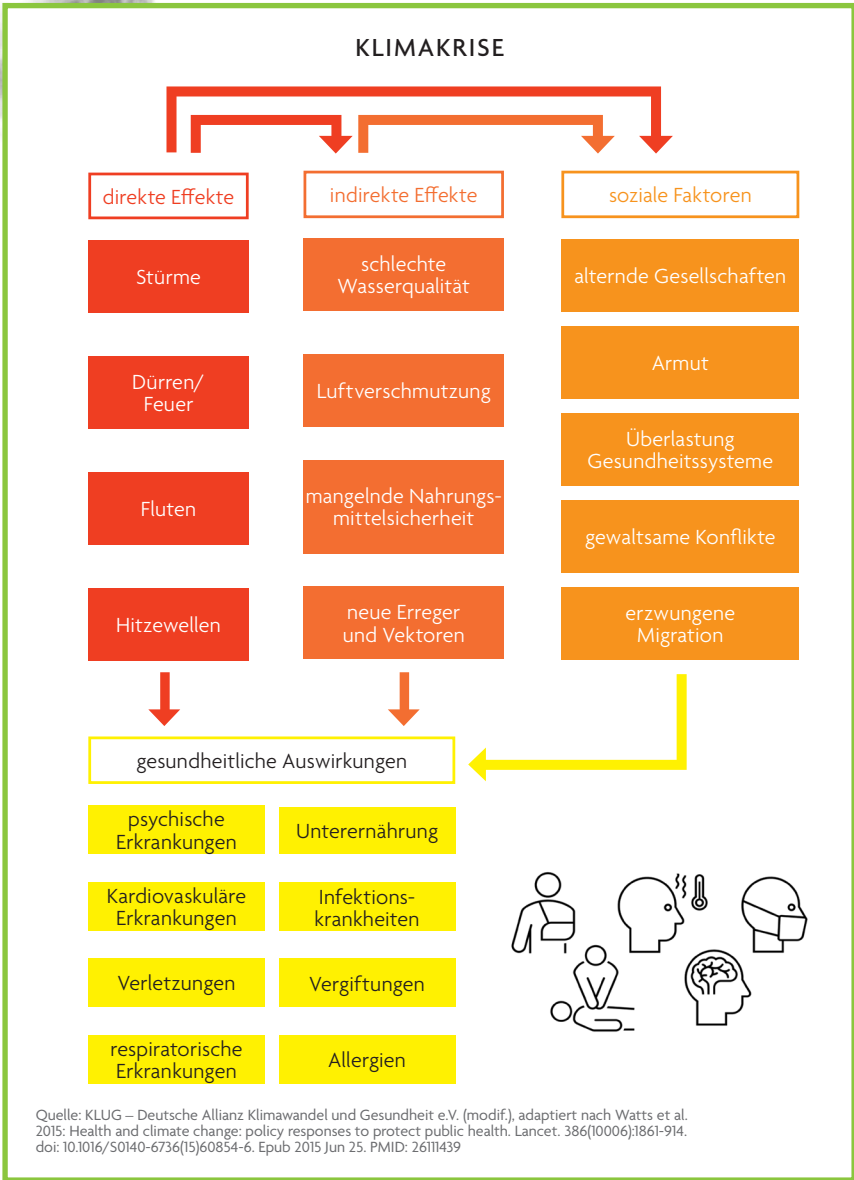 KLIMAKRISE
direkte Effekte
indirekte Effekte
soziale Faktoren
Stürme
Dürren/
Feuer
Fluten
Hitzewellen
schlechte
Wasserqualität
Luftverschmutzung
mangelnde Nahrungs-
mittelsicherheit
neue Erreger
und Vektoren
alternde Gesellschaften
Armut
Überlastung
Gesundheitssysteme
gewaltsame Konflikte
erzwungene
Migration
gesundheitliche Auswirkungen
psychische
Erkrankungen
Unterernährung
Kardiovaskuläre
Erkrankungen
Infektions-
krankheiten
Verletzungen
Vergiftungen
respiratorische
Erkrankungen
Allergien
Quelle: KLUG – Deutsche Allianz Klimawandel und Gesundheit e.V. (modif.), adaptiert nach Watts et al.
2015: Health and climate change: policy responses to protect public health. Lancet. 386(10006):1861-914.
doi: 10.1016/S0140-6736(15)60854-6. Epub 2015 Jun 25. PMID: 26111439